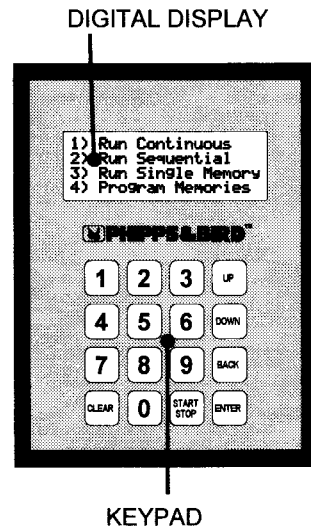 DIGITAL DISPLAY
1) Run Continuous
2) Run Sequential
3) Run Single Memory
4) Program Memories
PHIPPS & BIRD™
1 2 3 UP
4 5 6 DOWN
7 8 9 BACK
CLEAR 0 START STOP ENTER
KEYPAD